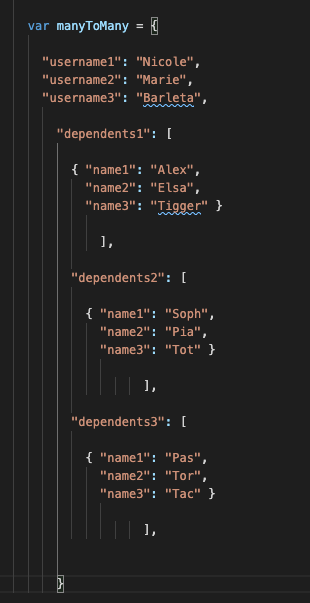 var manyToMany = {
"username1": "Nicole",
"username2": "Marie",
"username3": "Barleta",
"dependents1": [
{ "name1": "Alex",
"name2": "Elsa",
"name3": "Tigger" }
],
"dependents2": [
{ "name1": "Soph",
"name2": "Pia",
"name3": "Tot" }
],
"dependents3": [
{ "name1": "Pas",
"name2": "Tor",
"name3": "Tac" }
],
}